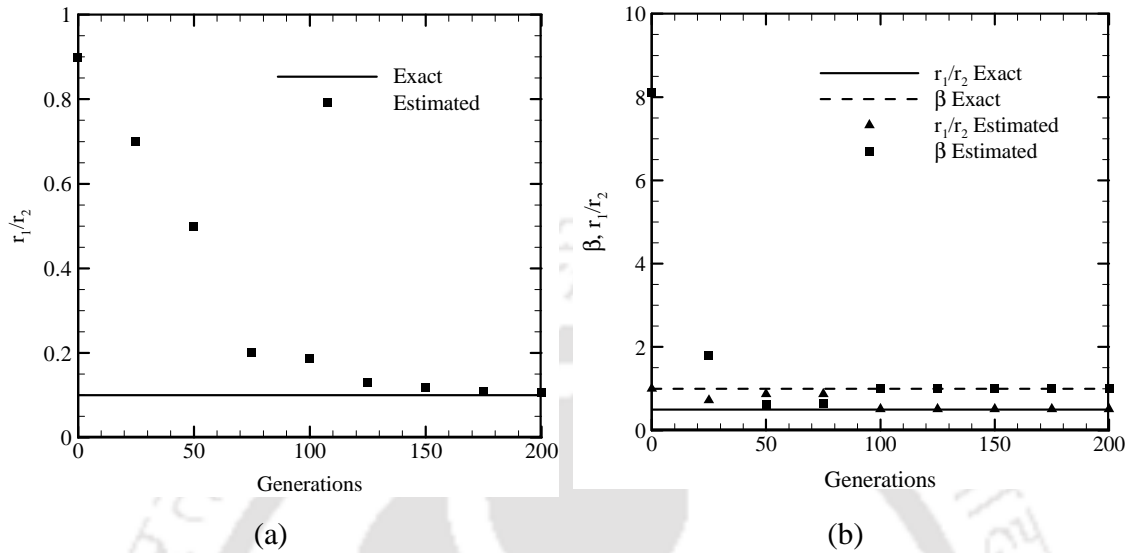 1
0.8
0.6
0.4
0.2
0
r₁/r₂
Exact
Estimated
0 50 100 150 200
Generations
(a)
10
8
6
4
2
0
β, r₁/r₂
r₁/r₂ Exact
β Exact
r₁/r₂ Estimated
β Estimated
0 50 100 150 200
Generations
(b)